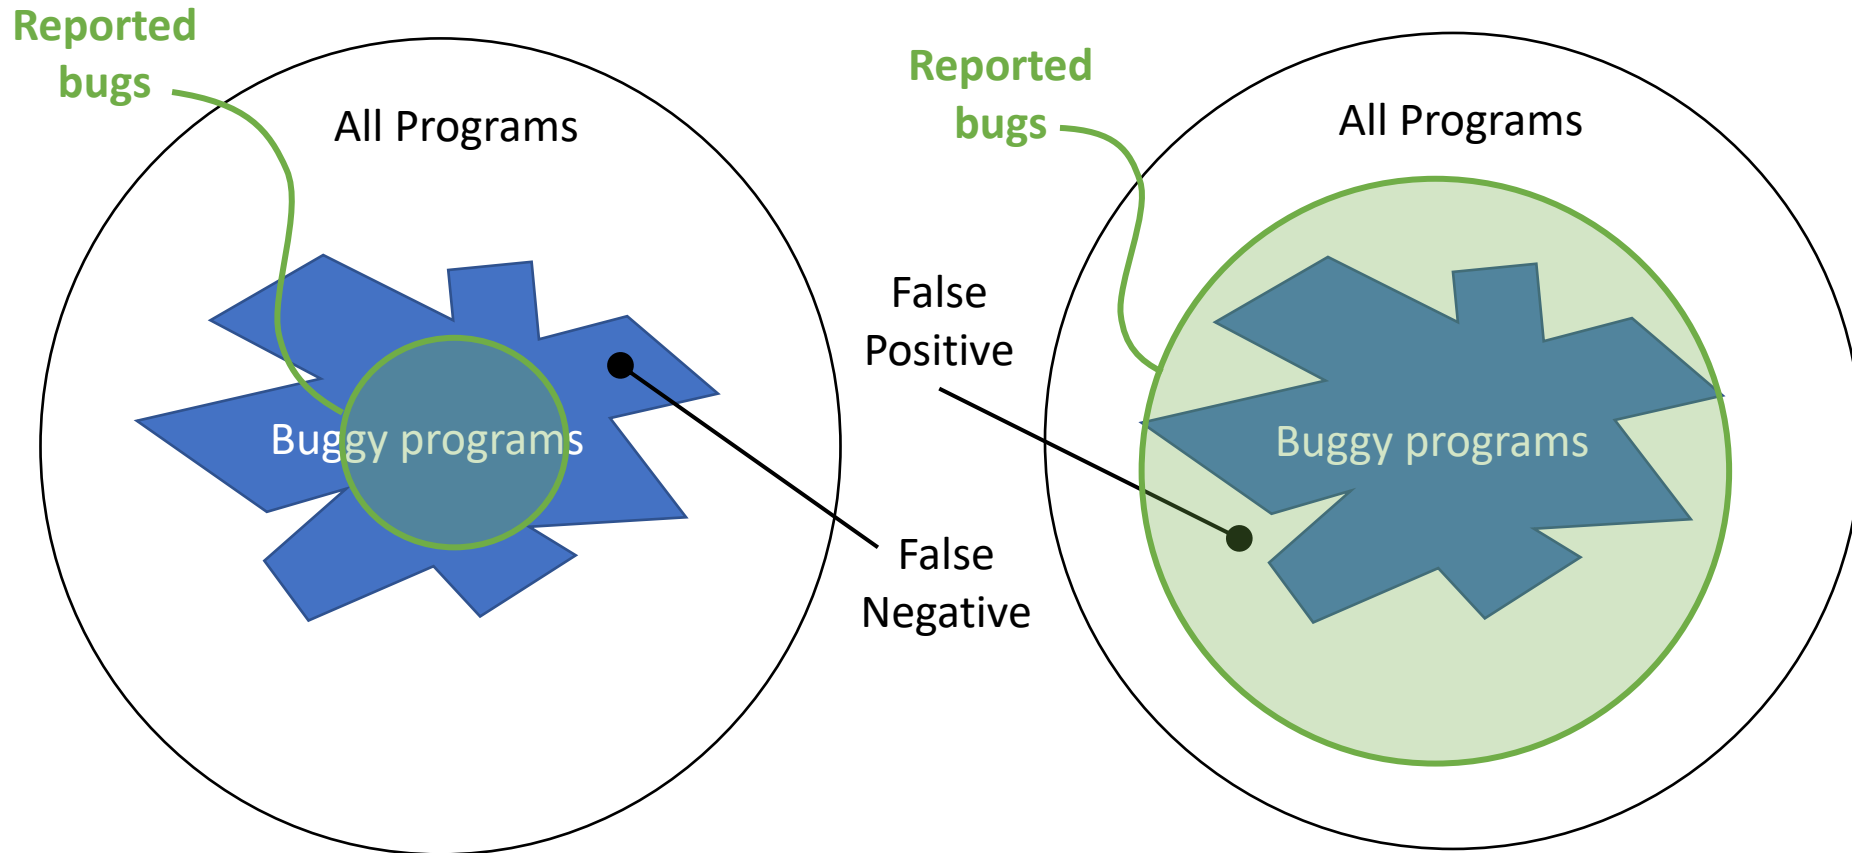 Reported
bugs
All Programs
Buggy programs
False
Negative
Reported
bugs
All Programs
False
Positive
Buggy programs